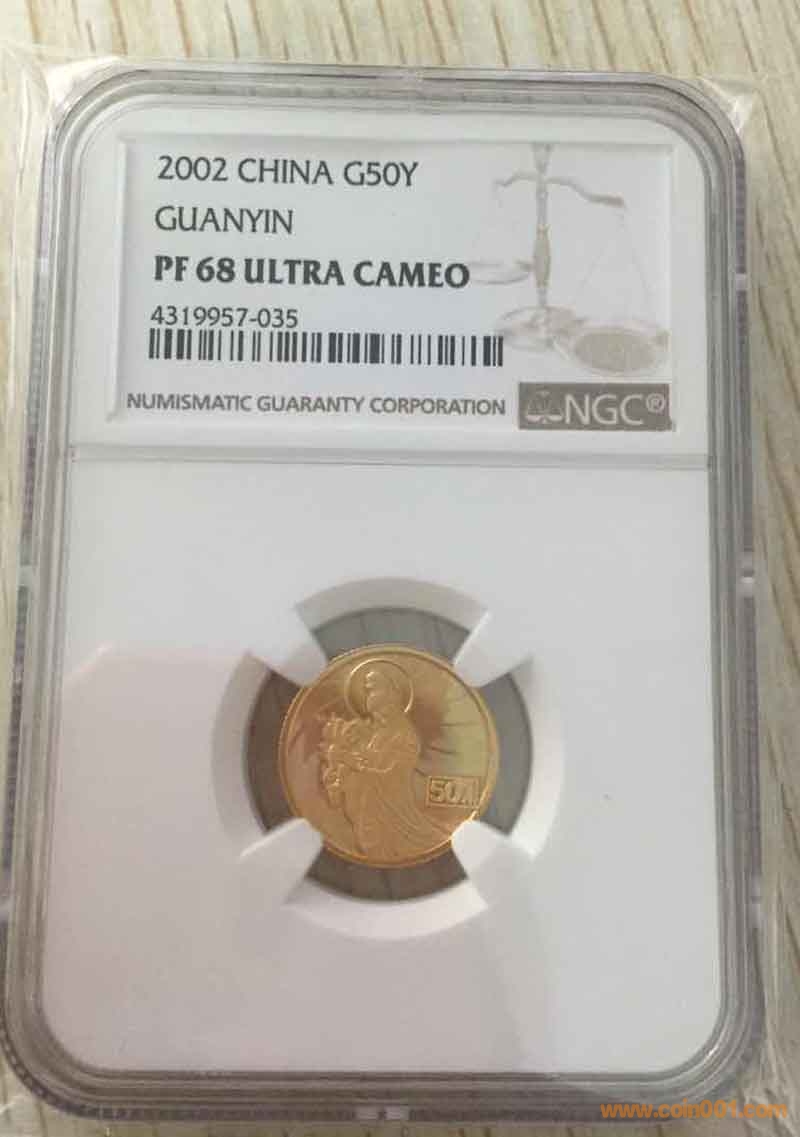 2002 CHINA G50Y
GUANYIN
PF 68 ULTRA CAMEO
4319957-035
NUMISMATIC GUARANTY CORPORATION NGC®
50元
www.coin001.com